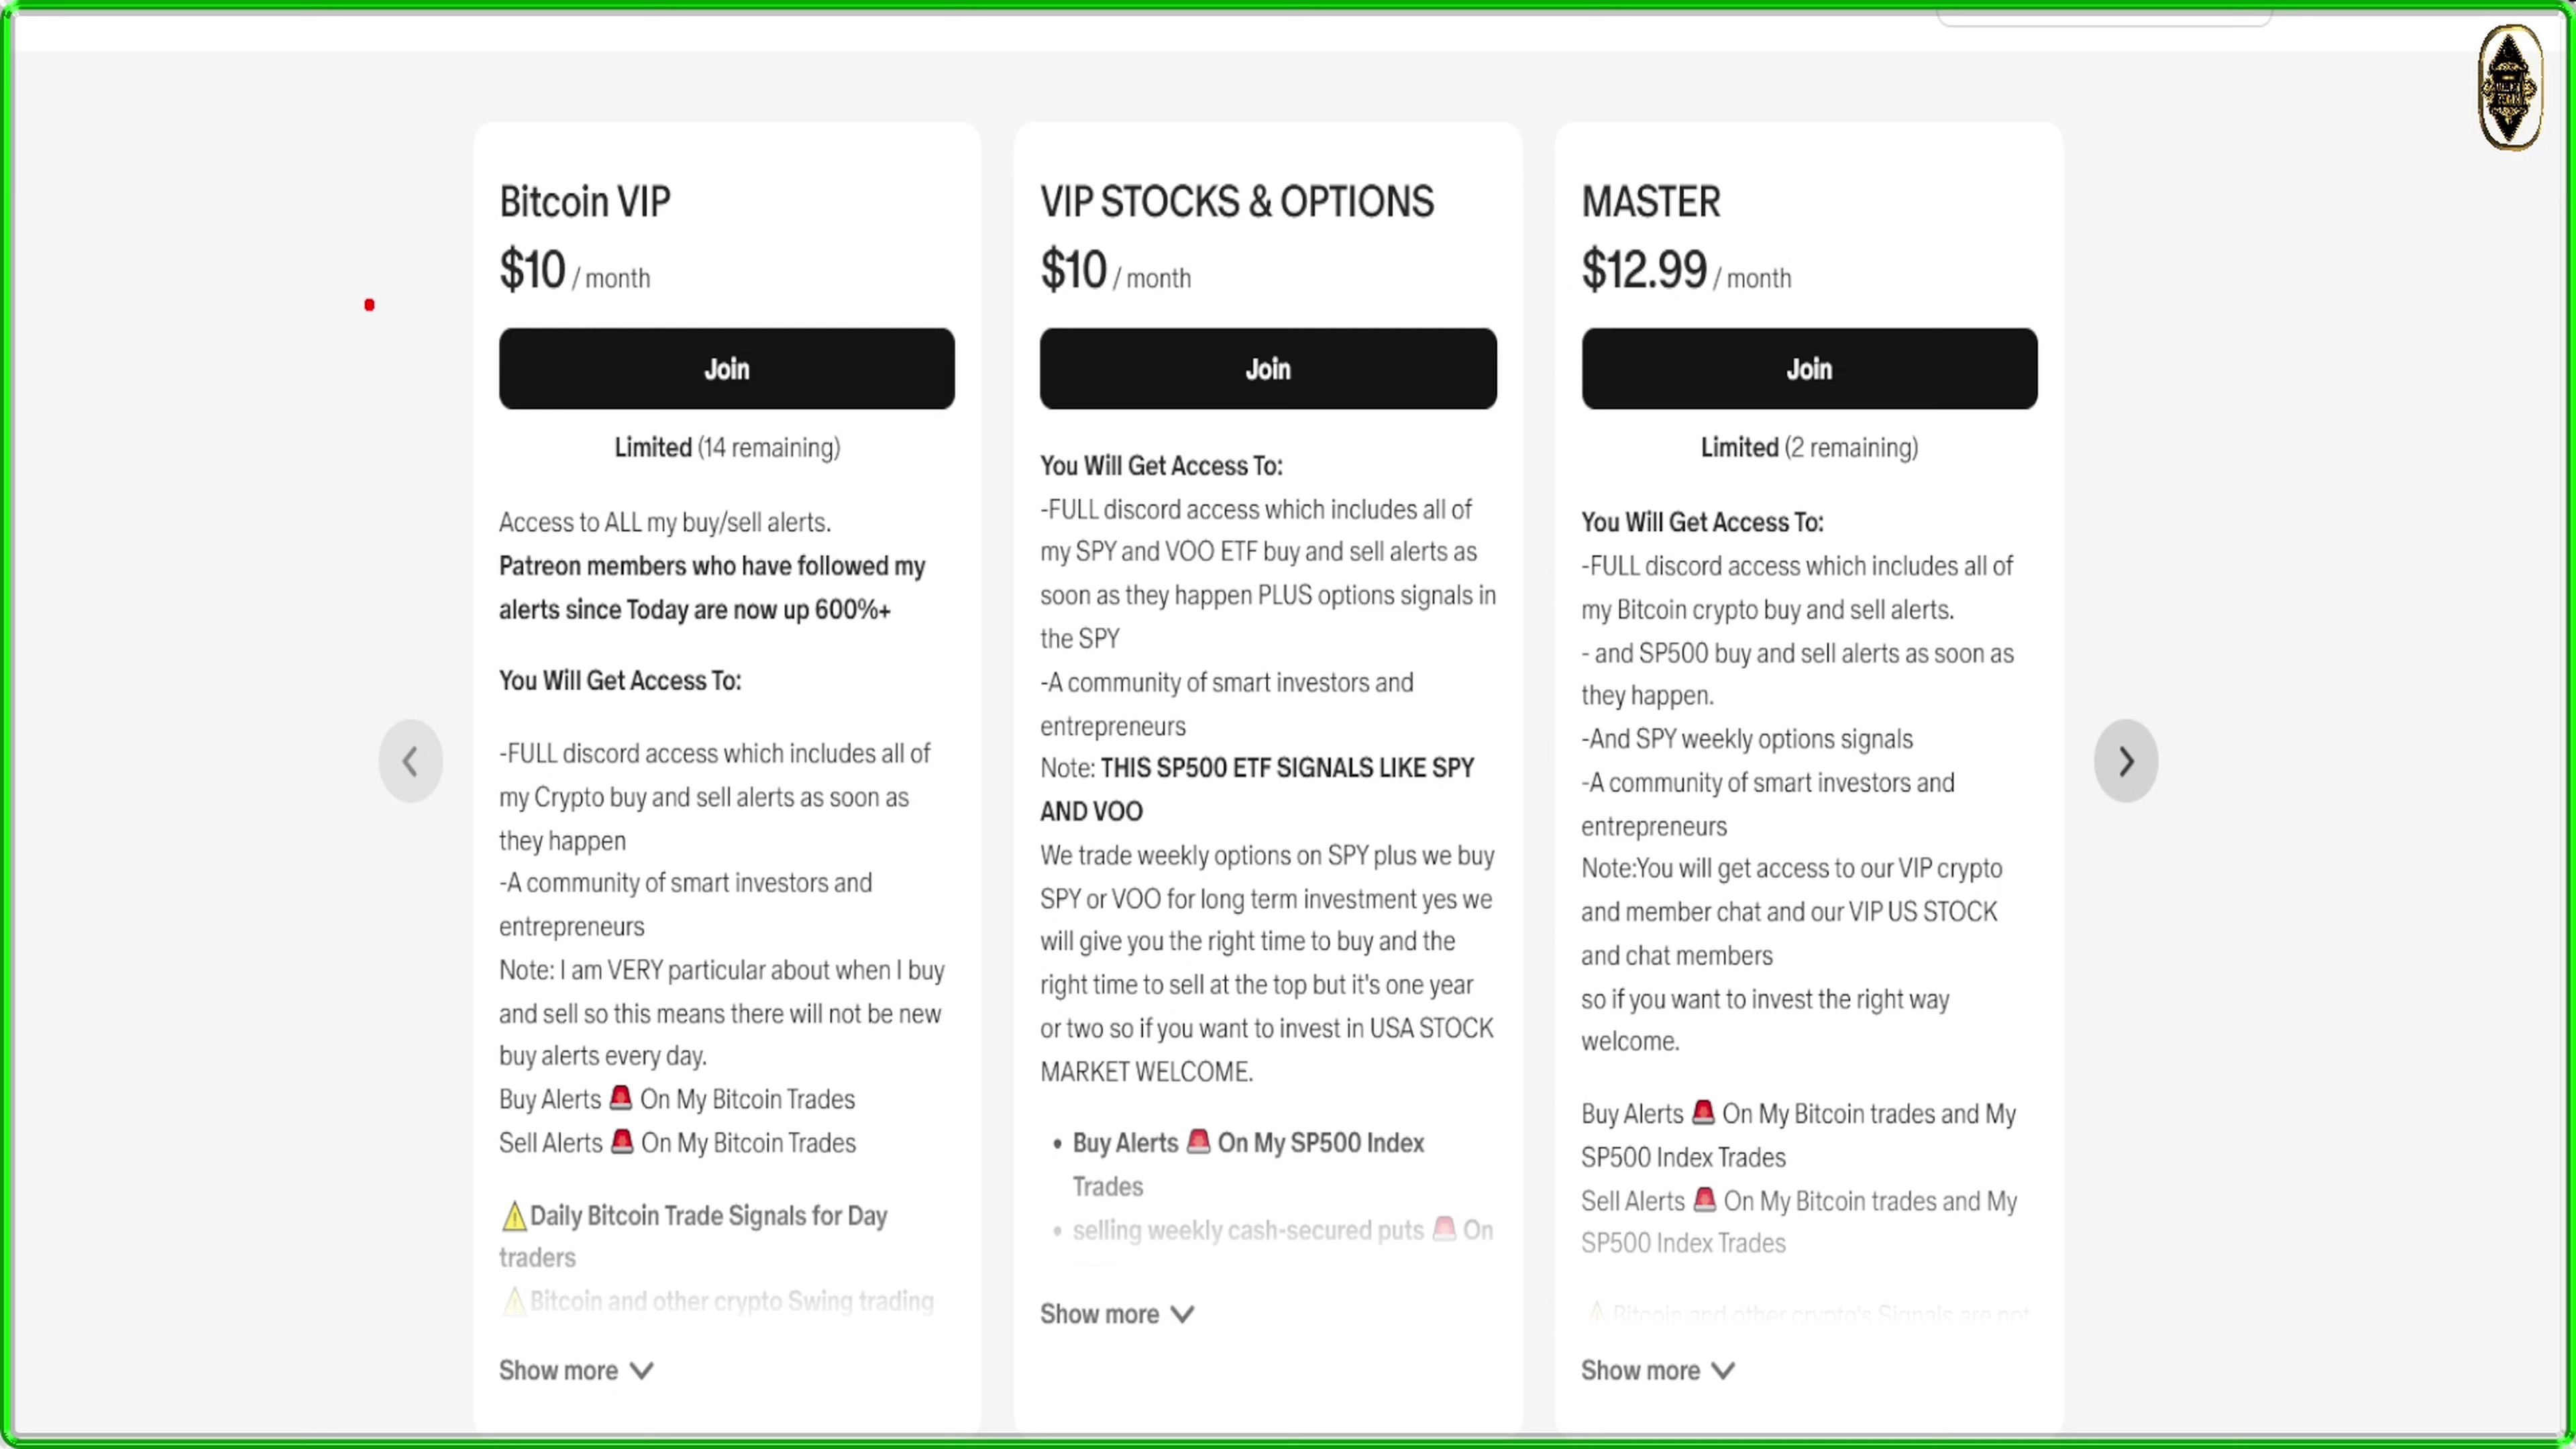 Bitcoin VIP
$10 / month
Join
Limited (14 remaining)
Access to ALL my buy/sell alerts.
Patreon members who have followed my
alerts since Today are now up 600%+
You Will Get Access To:
-FULL discord access which includes all of
my Crypto buy and sell alerts as soon as
they happen
-A community of smart investors and
entrepreneurs
Note: I am VERY particular about when I buy
and sell so this means there will not be new
buy alerts every day.
Buy Alerts 🚨 On My Bitcoin Trades
Sell Alerts 🚨 On My Bitcoin Trades
⚠️Daily Bitcoin Trade Signals for Day
traders
⚠️Bitcoin and other crypto Swing trading
Show more
VIP STOCKS & OPTIONS
$10 / month
Join
You Will Get Access To:
-FULL discord access which includes all of
my SPY and VOO ETF buy and sell alerts as
soon as they happen PLUS options signals in
the SPY
-A community of smart investors and
entrepreneurs
Note: THIS SP500 ETF SIGNALS LIKE SPY
AND VOO
We trade weekly options on SPY plus we buy
SPY or VOO for long term investment yes we
will give you the right time to buy and the
right time to sell at the top but it's one year
or two so if you want to invest in USA STOCK
MARKET WELCOME.
• Buy Alerts 🚨 On My SP500 Index
Trades
• selling weekly cash-secured puts 🚨 On
Show more
MASTER
$12.99 / month
Join
Limited (2 remaining)
You Will Get Access To:
-FULL discord access which includes all of
my Bitcoin crypto buy and sell alerts.
- and SP500 buy and sell alerts as soon as
they happen.
-And SPY weekly options signals
-A community of smart investors and
entrepreneurs
Note:You will get access to our VIP crypto
and member chat and our VIP US STOCK
and chat members
so if you want to invest the right way
welcome.
Buy Alerts 🚨 On My Bitcoin trades and My
SP500 Index Trades
Sell Alerts 🚨 On My Bitcoin trades and My
SP500 Index Trades
⚠️Bitcoin and other crypto's Signals are not
Show more